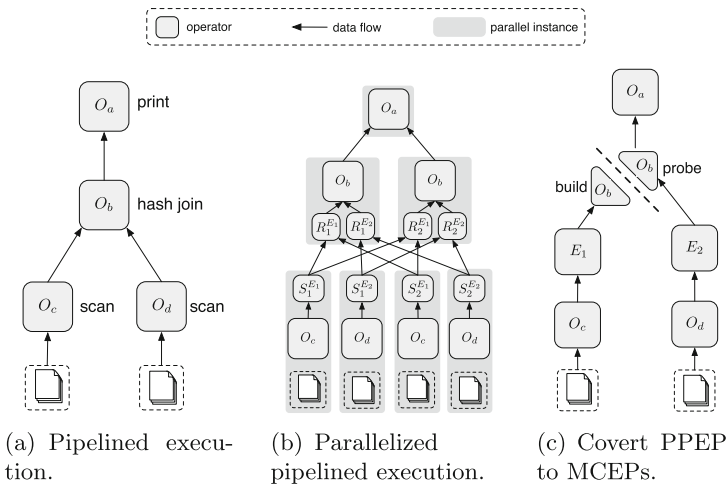 operator data flow parallel instance
O_a print
O_b hash join
O_c scan O_d scan
(a) Pipelined execu-
tion.
O_a
O_b O_b
R_1^{E_1} R_1^{E_2} R_2^{E_1} R_2^{E_2}
S_1^{E_1} S_1^{E_2} S_2^{E_1} S_2^{E_2}
O_c O_d O_c O_d
(b) Parallelized
pipelined execution.
O_a
O_b probe
build O_b
E_1 E_2
O_c O_d
(c) Covert PPEP
to MCEPs.